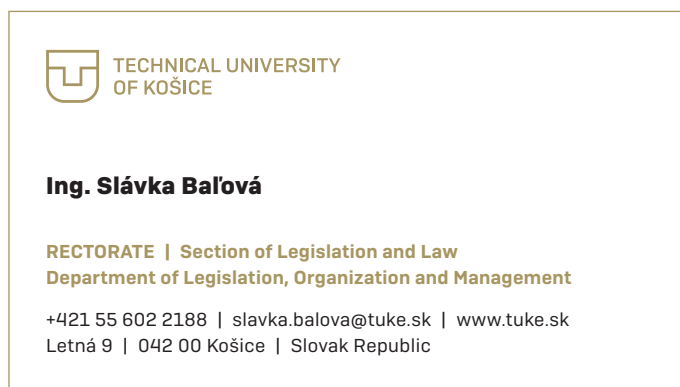 TECHNICAL UNIVERSITY
OF KOŠICE
Ing. Slávka Baľová
RECTORATE | Section of Legislation and Law
Department of Legislation, Organization and Management
+421 55 602 2188 | slavka.balova@tuke.sk | www.tuke.sk
Letná 9 | 042 00 Košice | Slovak Republic